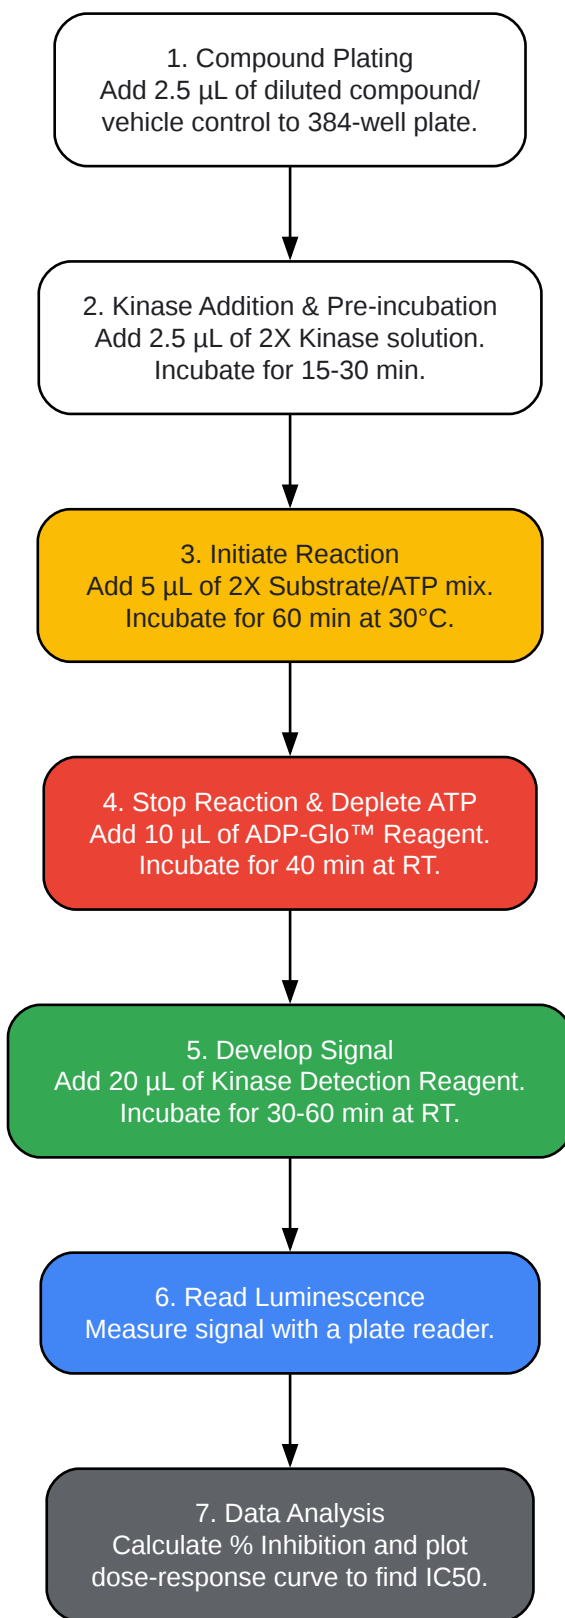 1. Compound Plating
Add 2.5 µL of diluted compound/
vehicle control to 384-well plate.
2. Kinase Addition & Pre-incubation
Add 2.5 µL of 2X Kinase solution.
Incubate for 15-30 min.
3. Initiate Reaction
Add 5 µL of 2X Substrate/ATP mix.
Incubate for 60 min at 30°C.
4. Stop Reaction & Deplete ATP
Add 10 µL of ADP-Glo™ Reagent.
Incubate for 40 min at RT.
5. Develop Signal
Add 20 µL of Kinase Detection Reagent.
Incubate for 30-60 min at RT.
6. Read Luminescence
Measure signal with a plate reader.
7. Data Analysis
Calculate % Inhibition and plot
dose-response curve to find IC50.